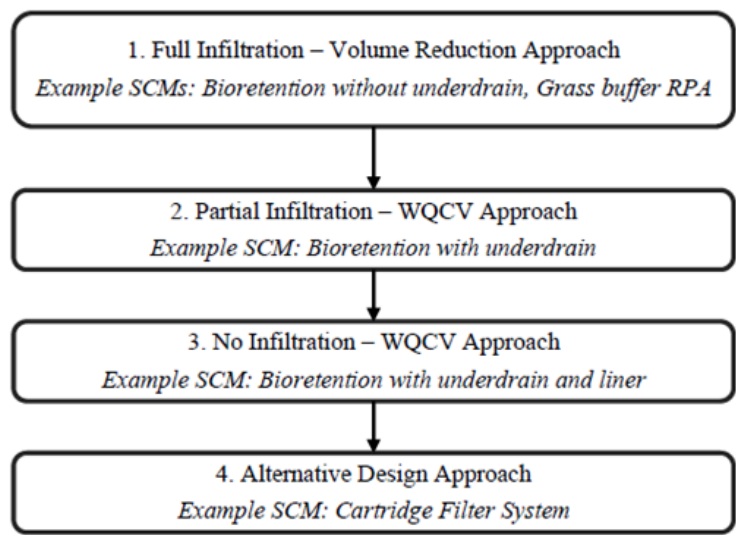 1. Full Infiltration – Volume Reduction Approach
Example SCMs: Bioretention without underdrain, Grass buffer RPA
2. Partial Infiltration – WQCV Approach
Example SCM: Bioretention with underdrain
3. No Infiltration – WQCV Approach
Example SCM: Bioretention with underdrain and liner
4. Alternative Design Approach
Example SCM: Cartridge Filter System